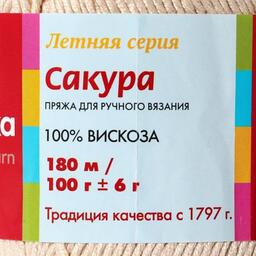 Летняя серия
Сакура
ПРЯЖА ДЛЯ РУЧНОГО ВЯЗАНИЯ
100% ВИСКОЗА
180 м /
100 г ± 6 г
Традиция качества с 1797 г.